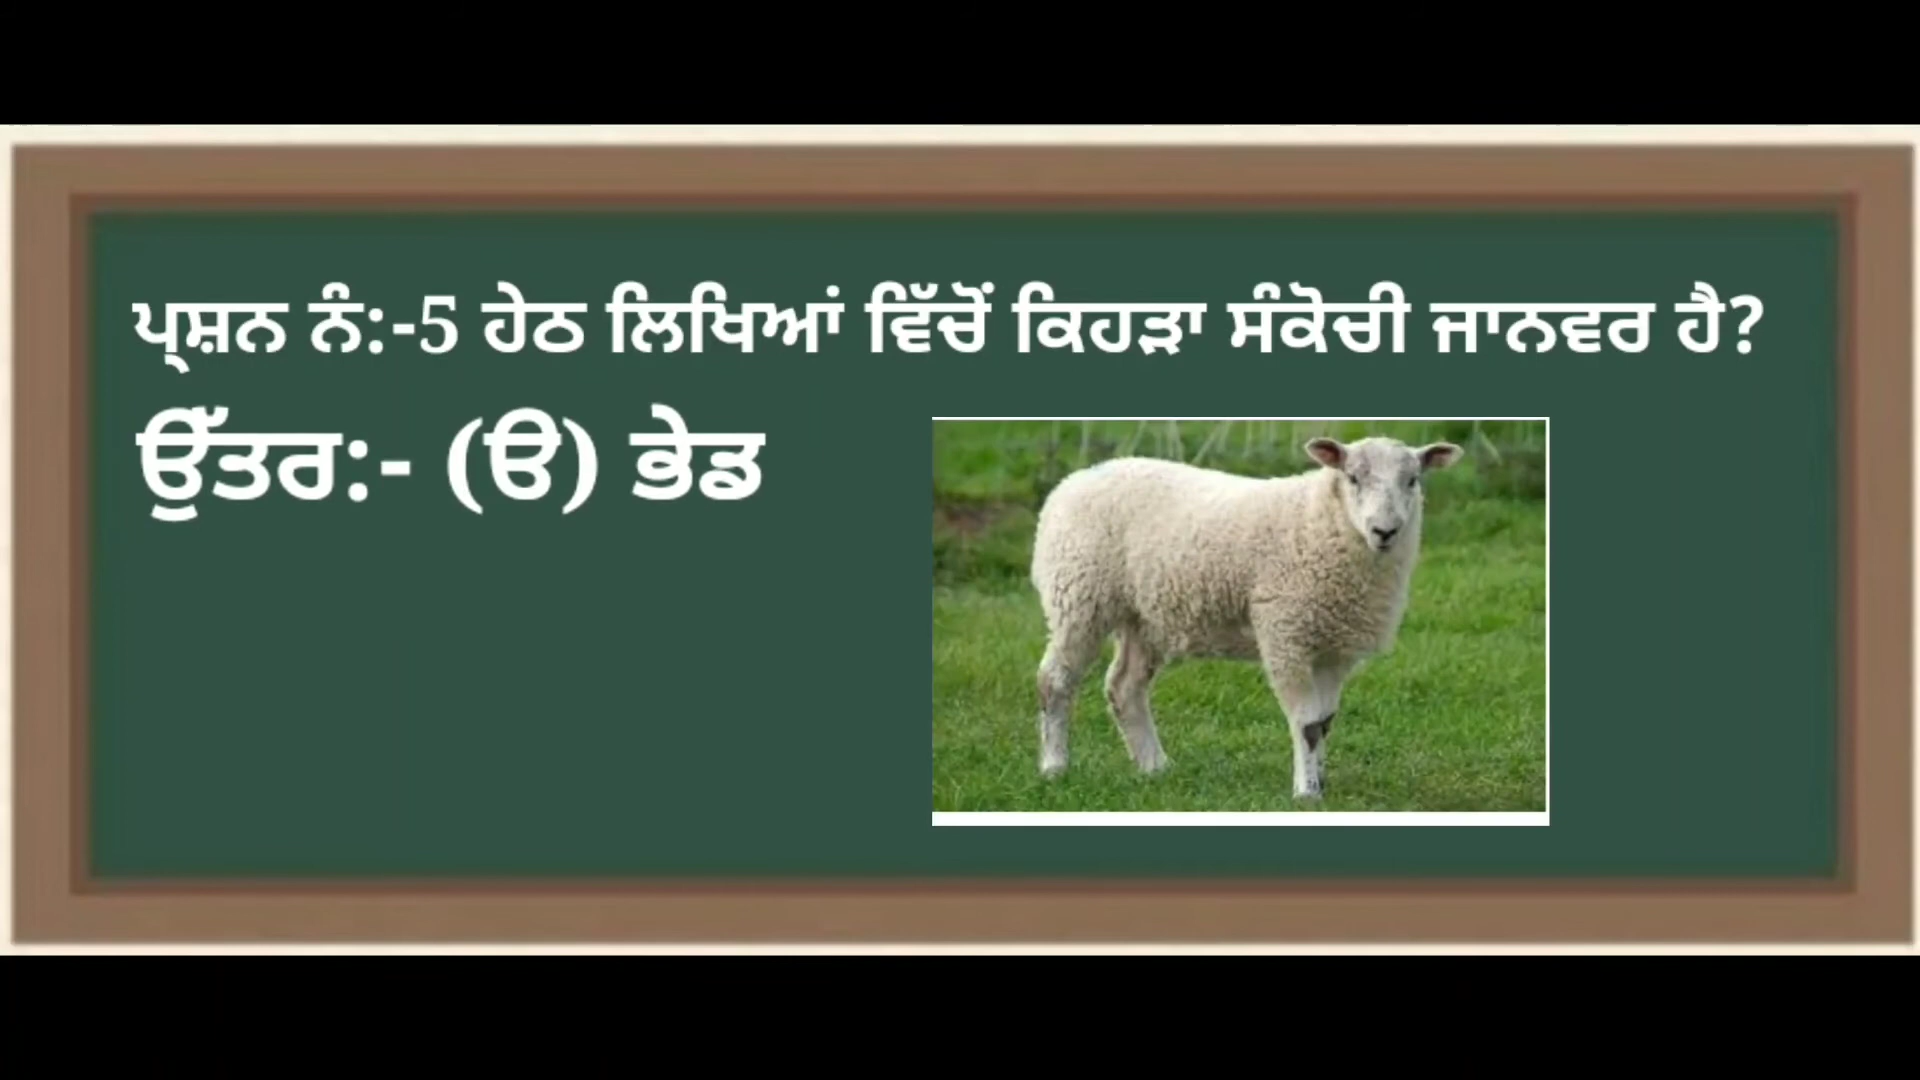 ਪ੍ਰਸ਼ਨ ਨੰ:-5 ਹੇਠ ਲਿਖਿਆਂ ਵਿੱਚੋਂ ਕਿਹੜਾ ਸੰਕੋਚੀ ਜਾਨਵਰ ਹੈ?
ਉੱਤਰ:- (ੳ) ਭੇਡ